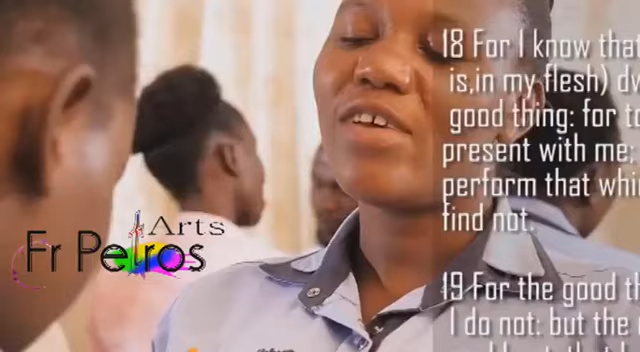 18 For I know that
is,in my flesh)
good thing: for
present with me;
perform that
find not.
19 For the good
I do not: but the
Arts
Fr Petros